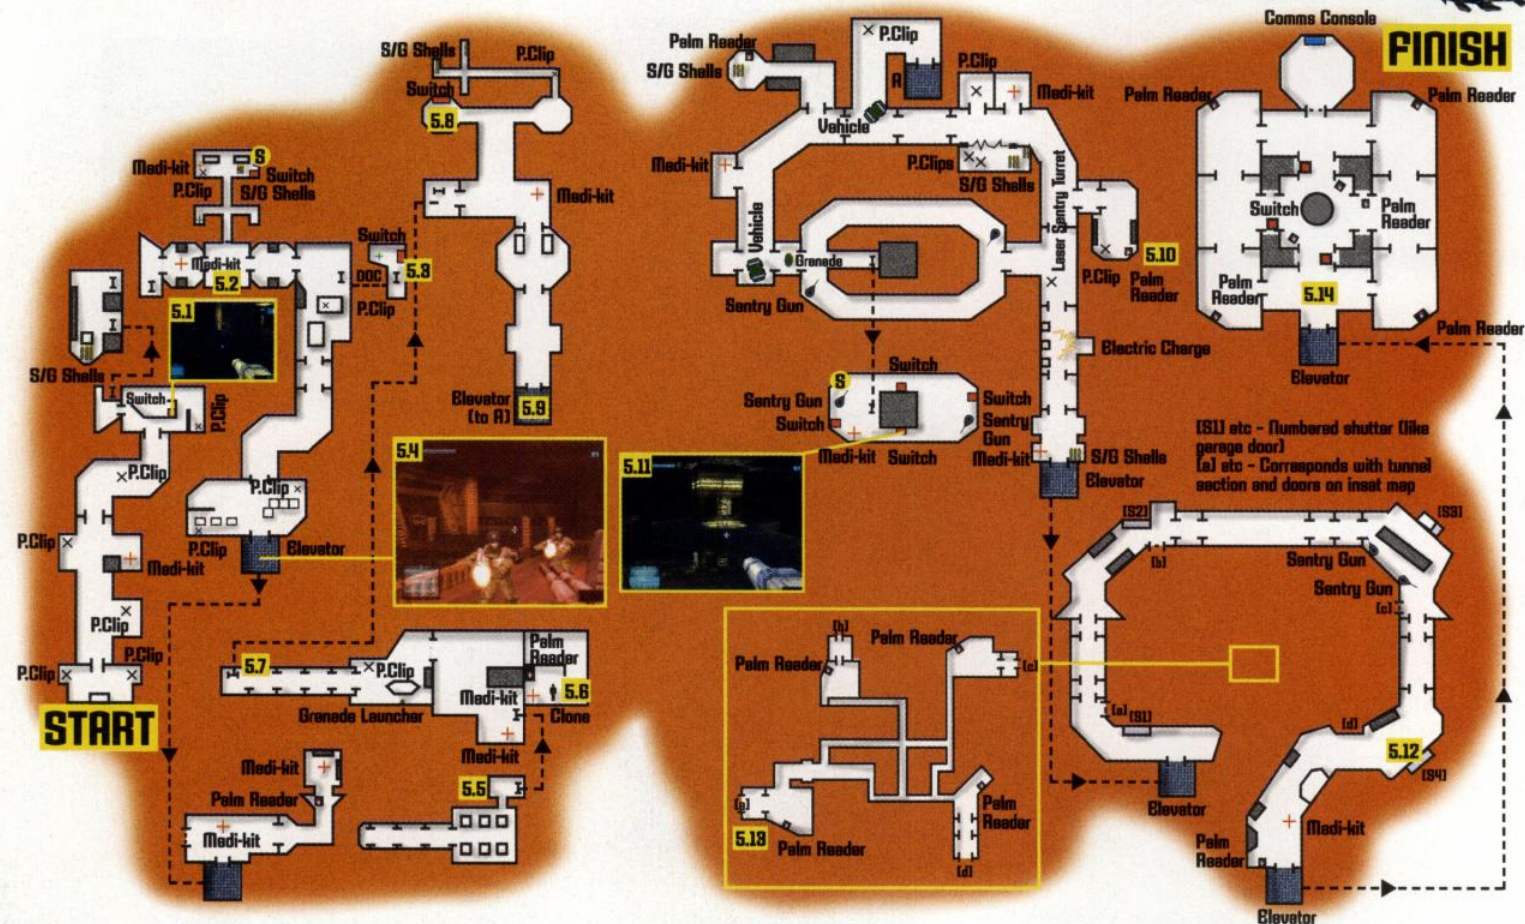 Comms Console
FINISH
S/G Shells
P.Clip
Switch
5.8
Palm Reader
S/G Shells
P.Clip
A
P.Clip
Medi-kit
Vehicle
Palm Reader
Palm Reader
Medi-kit
S
Switch
P.Clip
S/G Shells
Medi-kit
Medi-kit
P.Clips
S/G Shells
Laser Sentry Turret
Switch
Palm
Reader
Switch
5.3
DOC
P.Clip
Medi-kit
5.2
5.1
Vehicle
Grenade
Sentry Gun
5.10
P.Clip
Palm
Reader
Palm
Reader
5.14
Palm Reader
S/G Shells
Switch
P.Clip
Elevator
(to A)
5.9
Electric Charge
Elevator
Switch
S
Sentry Gun
Switch
Switch
Sentry
Gun
Medi-kit
Switch
Medi-kit
S/G Shells
Elevator
[S1] etc - Numbered shutter (like
garage door)
[a] etc - Corresponds with tunnel
section and doors on inset map
5.4
5.11
P.Clip
P.Clip
P.Clip
Elevator
P.Clip
Medi-kit
P.Clip
P.Clip
P.Clip
START
[S2]
[S3]
[b]
Sentry Gun
Sentry Gun
[c]
5.7
P.Clip
Palm
Reader
Medi-kit
5.6
Clone
Grenade Launcher
Medi-kit
[b]
Palm Reader
Palm Reader
[c]
[a]
[S1]
[d]
5.12
[S4]
Medi-kit
Palm Reader
Medi-kit
5.5
[a]
5.13
Palm Reader
Palm
Reader
[d]
Elevator
Medi-kit
Palm
Reader
Elevator